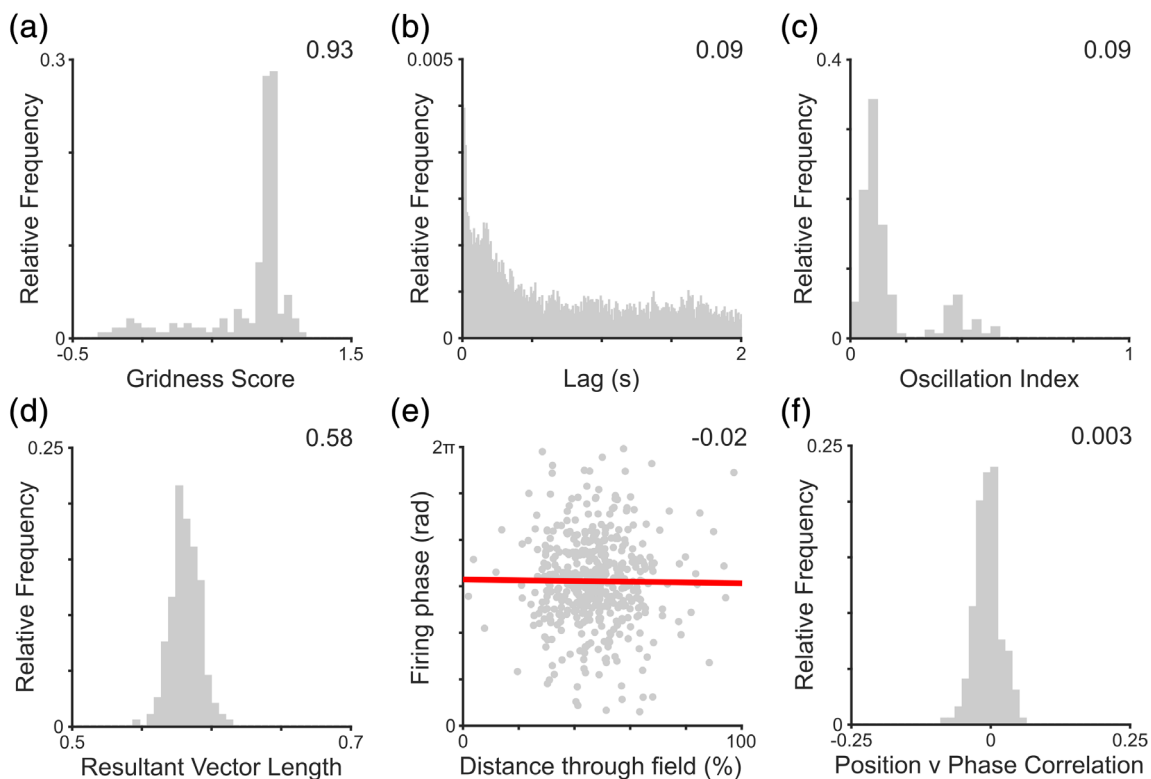 (a)
0.93
0.3
Relative Frequency
0
-0.5
1.5
Gridness Score
(b)
0.09
0.005
Relative Frequency
0
0
2
Lag (s)
(c)
0.09
0.4
Relative Frequency
0
0
1
Oscillation Index
(d)
0.58
0.25
Relative Frequency
0
0.5
0.7
Resultant Vector Length
(e)
-0.02
2π
Firing phase (rad)
0
0
100
Distance through field (%)
(f)
0.003
0.25
Relative Frequency
0
-0.25
0
0.25
Position v Phase Correlation